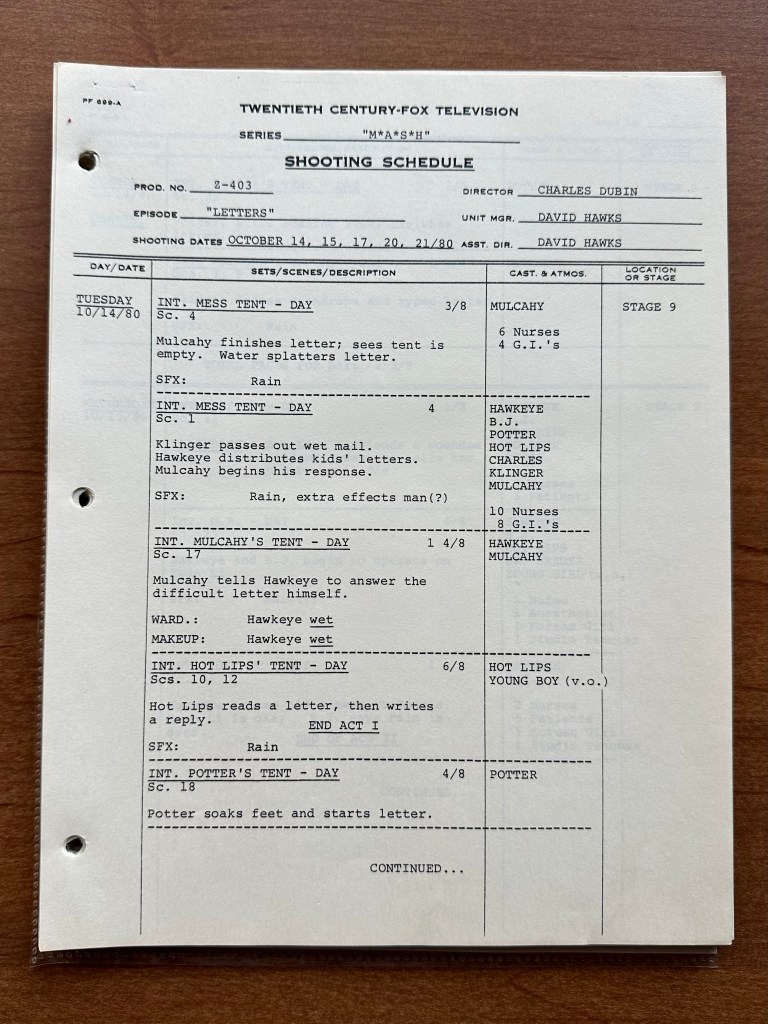 PF 699-A
TWENTIETH CENTURY-FOX TELEVISION
SERIES "M*A*S*H"
SHOOTING SCHEDULE
PROD. NO. Z-403 DIRECTOR CHARLES DUBIN
EPISODE "LETTERS" UNIT MGR. DAVID HAWKS
SHOOTING DATES OCTOBER 14, 15, 17, 20, 21/80 ASST. DIR. DAVID HAWKS
DAY/DATE SETS/SCENES/DESCRIPTION CAST. & ATMOS. LOCATION OR STAGE
TUESDAY INT. MESS TENT - DAY 3/8 MULCAHY STAGE 9
10/14/80 Sc. 4
6 Nurses
Mulcahy finishes letter; sees tent is 4 G.I.'s
empty. Water splatters letter.
SFX: Rain
INT. MESS TENT - DAY 4 HAWKEYE
Sc. 1 B.J.
POTTER
Klinger passes out wet mail. HOT LIPS
Hawkeye distributes kids' letters. CHARLES
Mulcahy begins his response. KLINGER
MULCAHY
SFX: Rain, extra effects man(?)
10 Nurses
8 G.I.'s
INT. MULCAHY'S TENT - DAY 1 4/8 HAWKEYE
Sc. 17 MULCAHY
Mulcahy tells Hawkeye to answer the
difficult letter himself.
WARD.: Hawkeye wet
MAKEUP: Hawkeye wet
INT. HOT LIPS' TENT - DAY 6/8 HOT LIPS
Scs. 10, 12 YOUNG BOY (v.o.)
Hot Lips reads a letter, then writes
a reply.
END ACT I
SFX: Rain
INT. POTTER'S TENT - DAY 4/8 POTTER
Sc. 18
Potter soaks feet and starts letter.
CONTINUED...